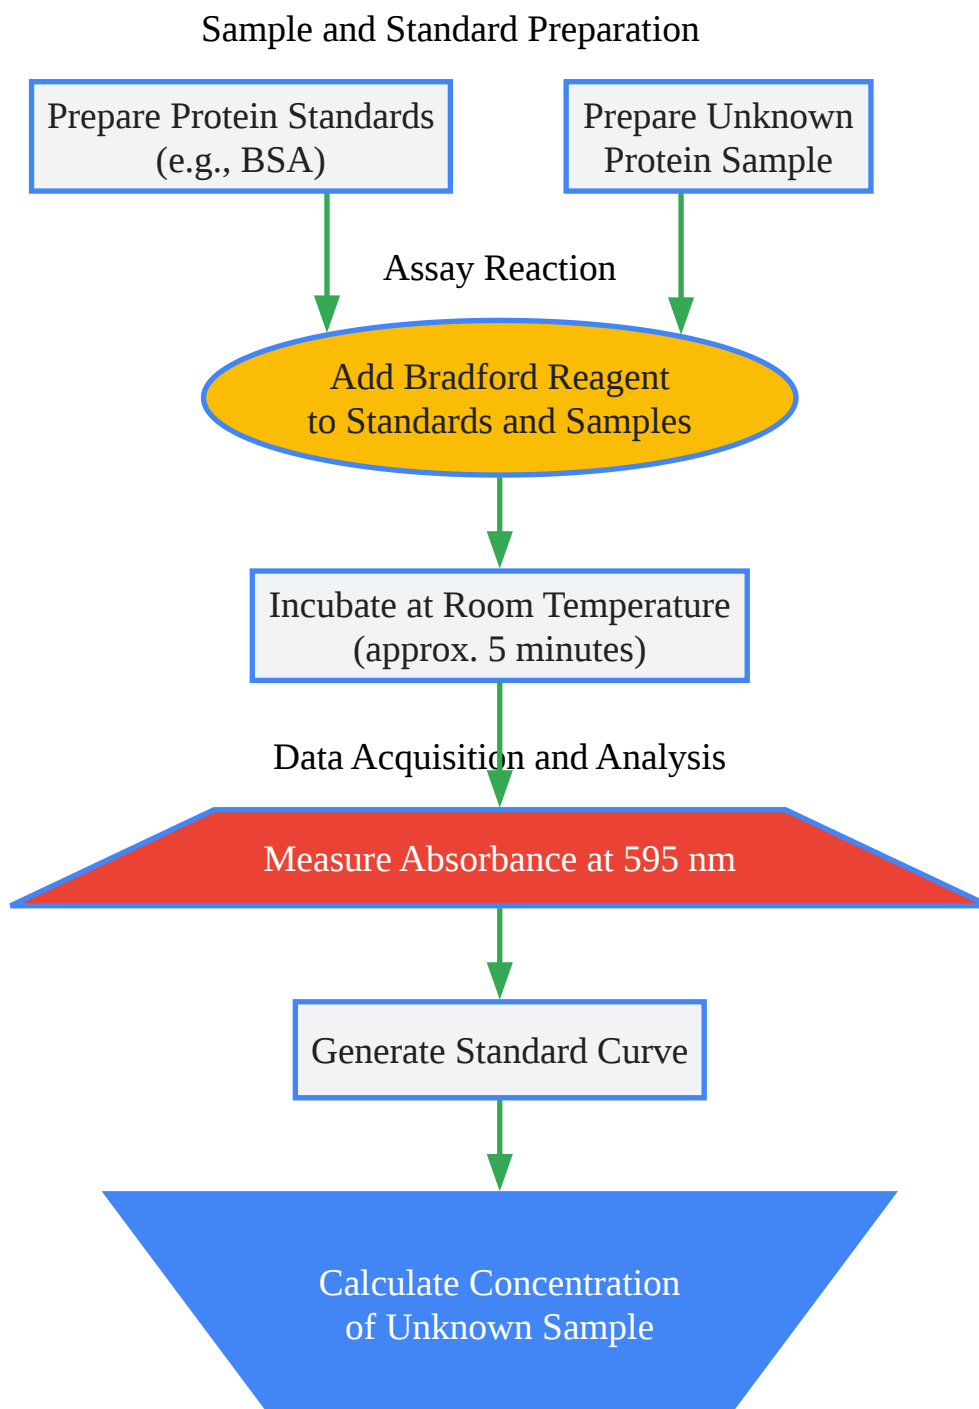 Sample and Standard Preparation
Prepare Protein Standards
(e.g., BSA)
Prepare Unknown
Protein Sample
Assay Reaction
Add Bradford Reagent
to Standards and Samples
Incubate at Room Temperature
(approx. 5 minutes)
Data Acquisition and Analysis
Measure Absorbance at 595 nm
Generate Standard Curve
Calculate Concentration
of Unknown Sample